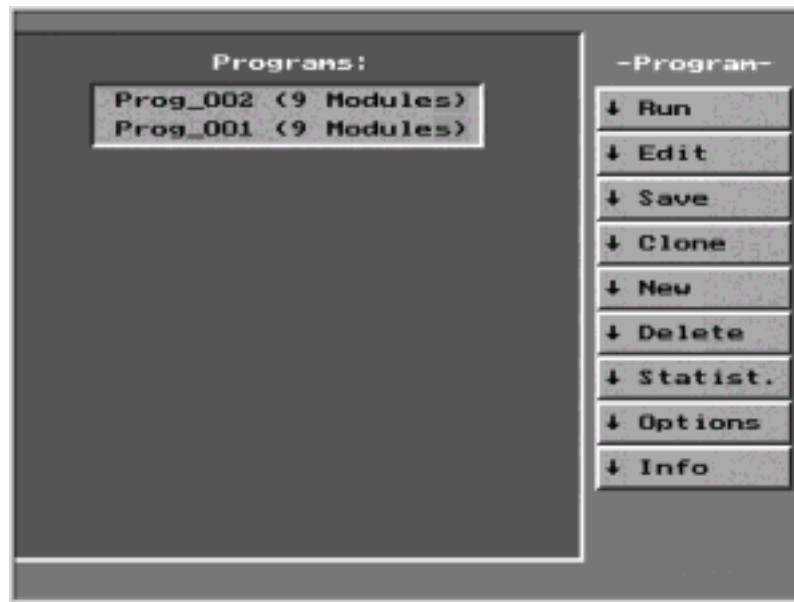 Programs:
Prog_002 (9 Modules)
Prog_001 (9 Modules)
-Program-
↓ Run
↓ Edit
↓ Save
↓ Clone
↓ New
↓ Delete
↓ Statist.
↓ Options
↓ Info